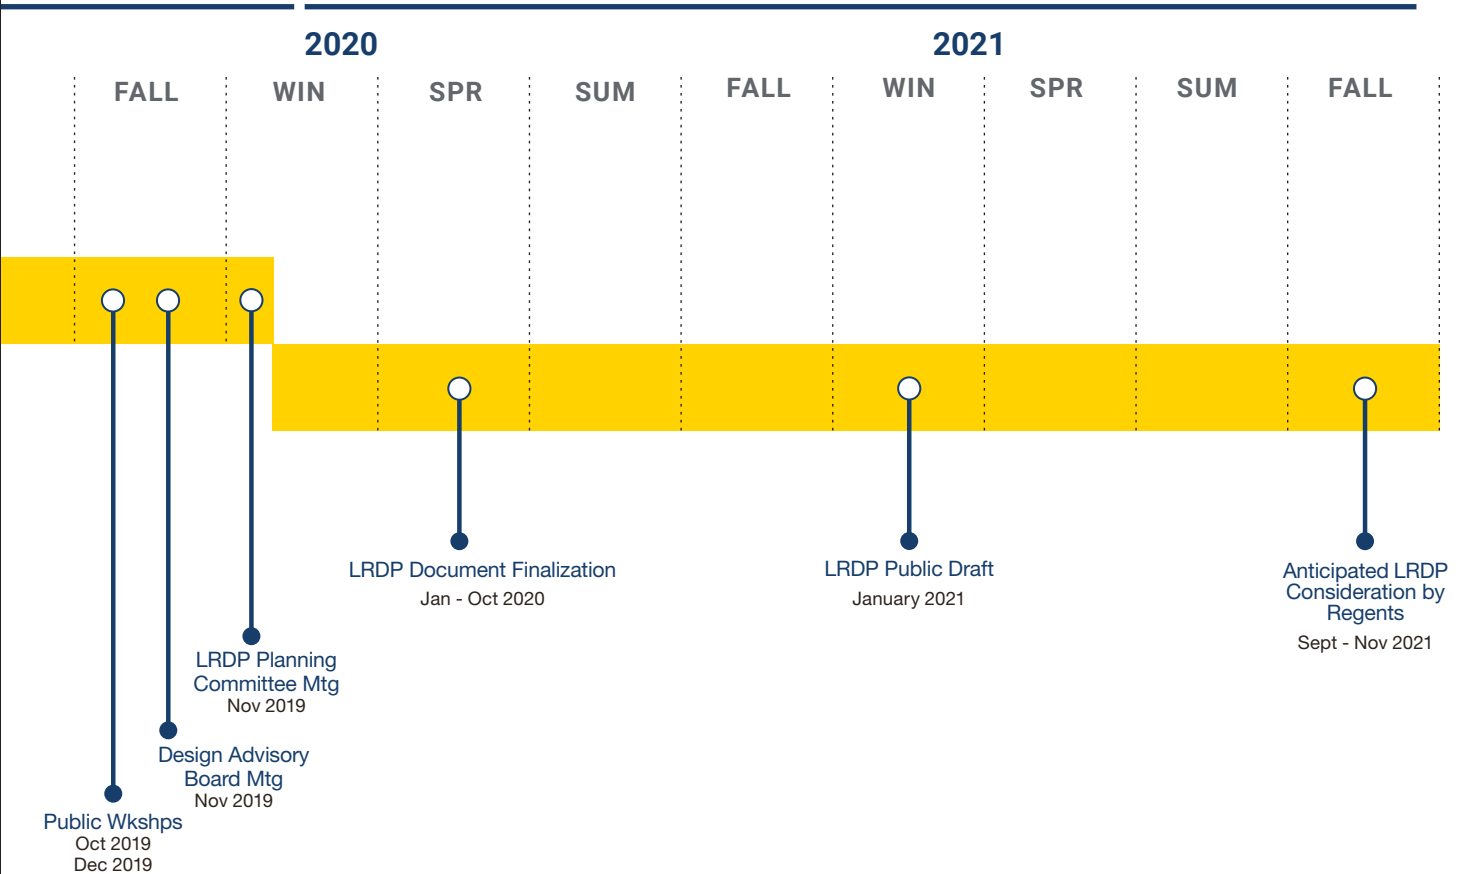 2020
2021
FALL
WIN
SPR
SUM
FALL
WIN
SPR
SUM
FALL
LRDP Document Finalization
Jan - Oct 2020
LRDP Public Draft
January 2021
Anticipated LRDP
Consideration by
Regents
Sept - Nov 2021
LRDP Planning
Committee Mtg
Nov 2019
Design Advisory
Board Mtg
Nov 2019
Public Wkshps
Oct 2019
Dec 2019